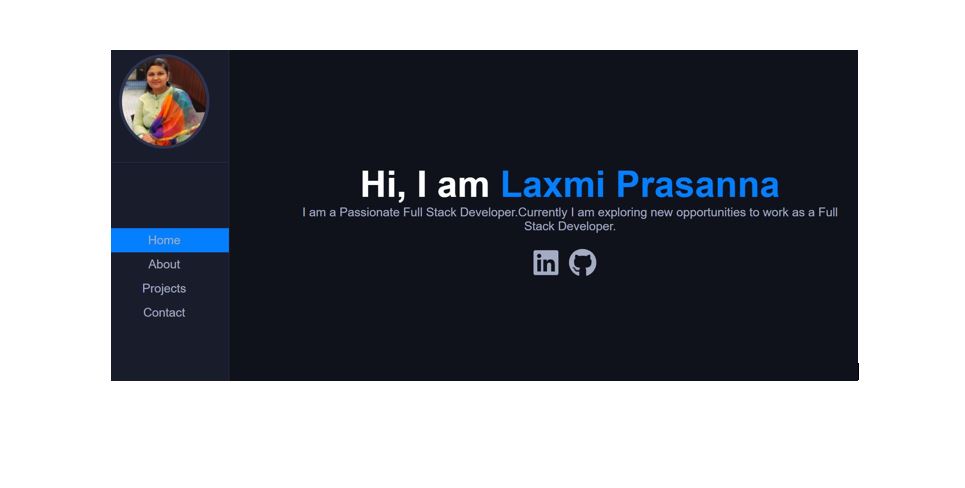 Home
About
Projects
Contact
Hi, I am Laxmi Prasanna
I am a Passionate Full Stack Developer.Currently I am exploring new opportunities to work as a Full
Stack Developer.
in